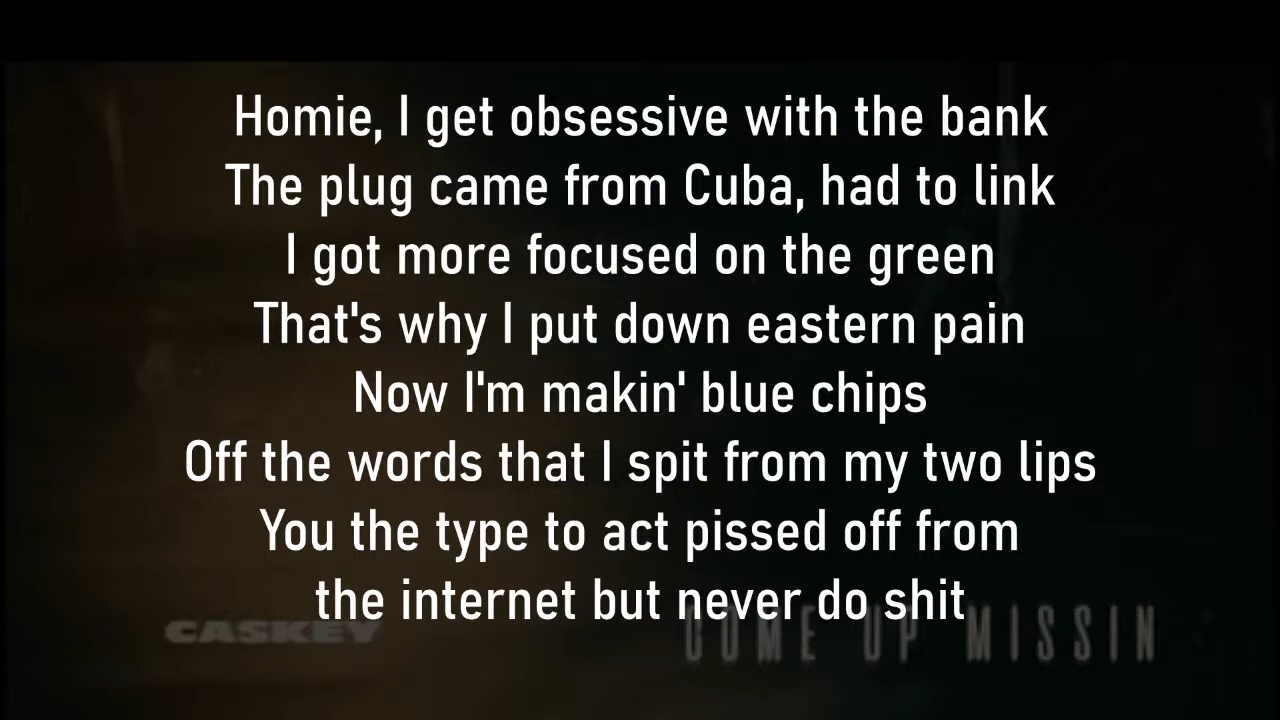 Homie, I get obsessive with the bank
The plug came from Cuba, had to link
I got more focused on the green
That's why I put down eastern pain
Now I'm makin' blue chips
Off the words that I spit from my two lips
You the type to act pissed off from
the internet but never do shit
CASKEY
COME UP MISSIN